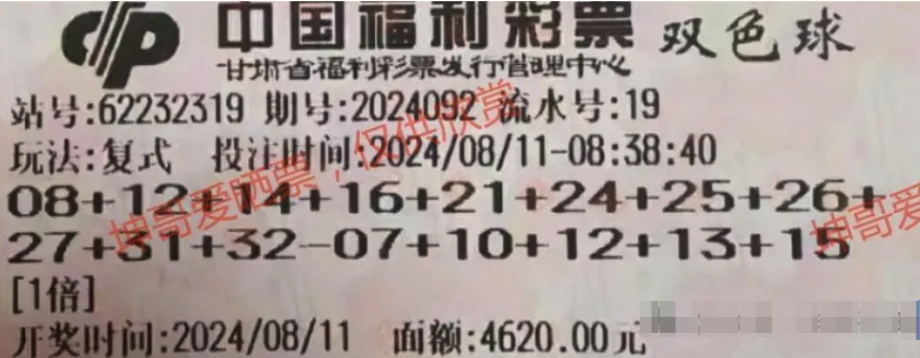 中国福利彩票 双色球
甘肃省福利彩票发行管理中心
站号:62232319 期号:2024092 流水号:19
玩法:复式 投注时间:2024/08/11-08:38:40
08+12+14+16+21+24+25+26+
27+31+32-07+10+12+13+15
[1倍]
开奖时间:2024/08/11 面额:4620.00元
坤哥爱晒票，仅供欣赏
坤哥爱晒票